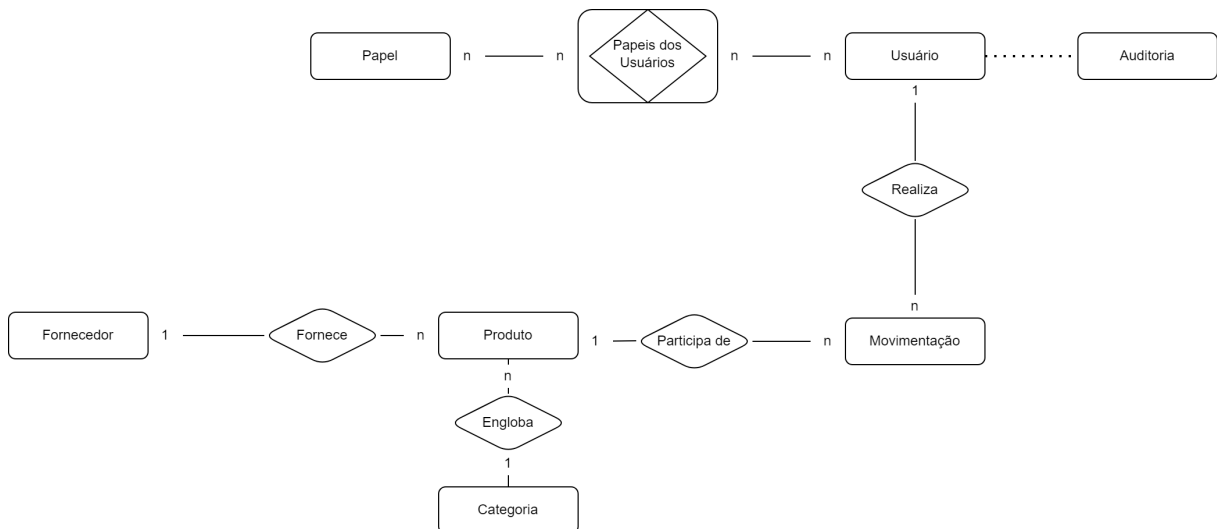 Papel
n
n
Papeis dos
Usuários
n
n
Usuário
Auditoria
1
Realiza
n
Fornecedor
1
Fornece
n
Produto
1
Participa de
n
Movimentação
n
Engloba
1
Categoria